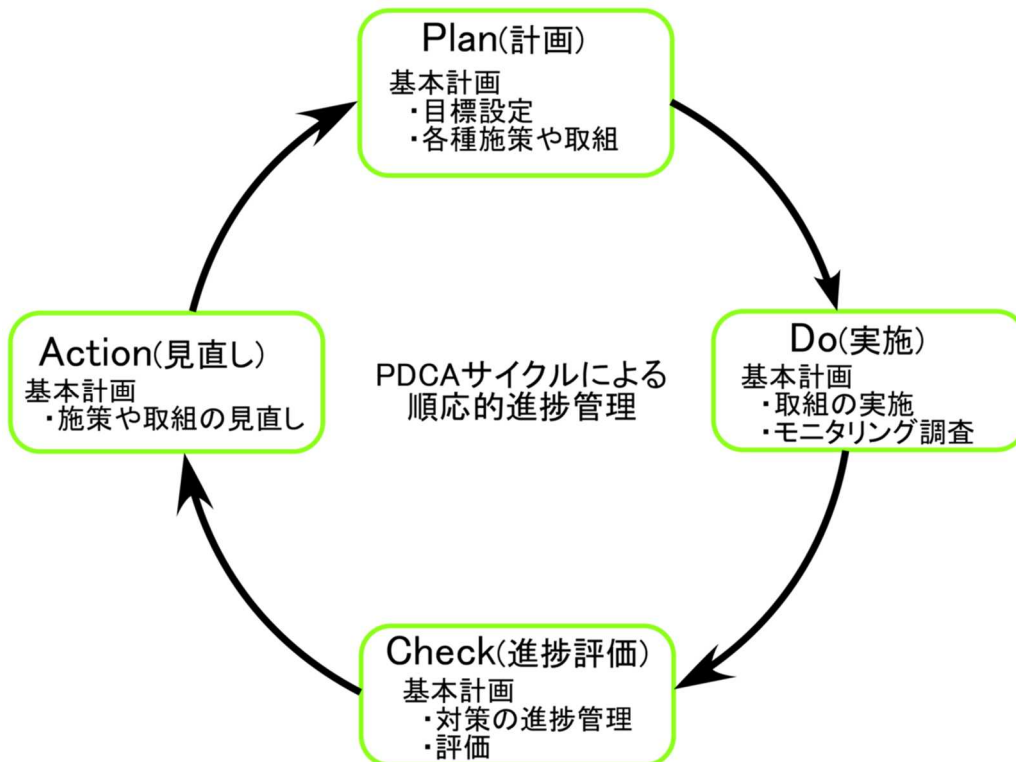 Plan(計画)
基本計画
・目標設定
・各種施策や取組
Do(実施)
基本計画
・取組の実施
・モニタリング調査
Check(進捗評価)
基本計画
・対策の進捗管理
・評価
Action(見直し)
基本計画
・施策や取組の見直し
PDCAサイクルによる
順応的進捗管理